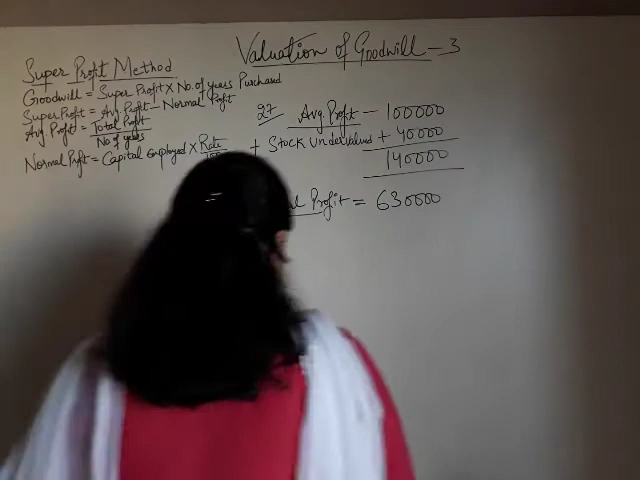 Valuation of Goodwill - 3
Super Profit Method
Goodwill = Super Profit X No. of years Purchased
Super Profit = Avg Profit - Normal Profit
Avg Profit = Total Profit
No of years
Normal Profit = Capital Employed X Rate
27 Avg. Profit - 100000
+ Stock Undervalued + 40000
140000
Profit = 630000